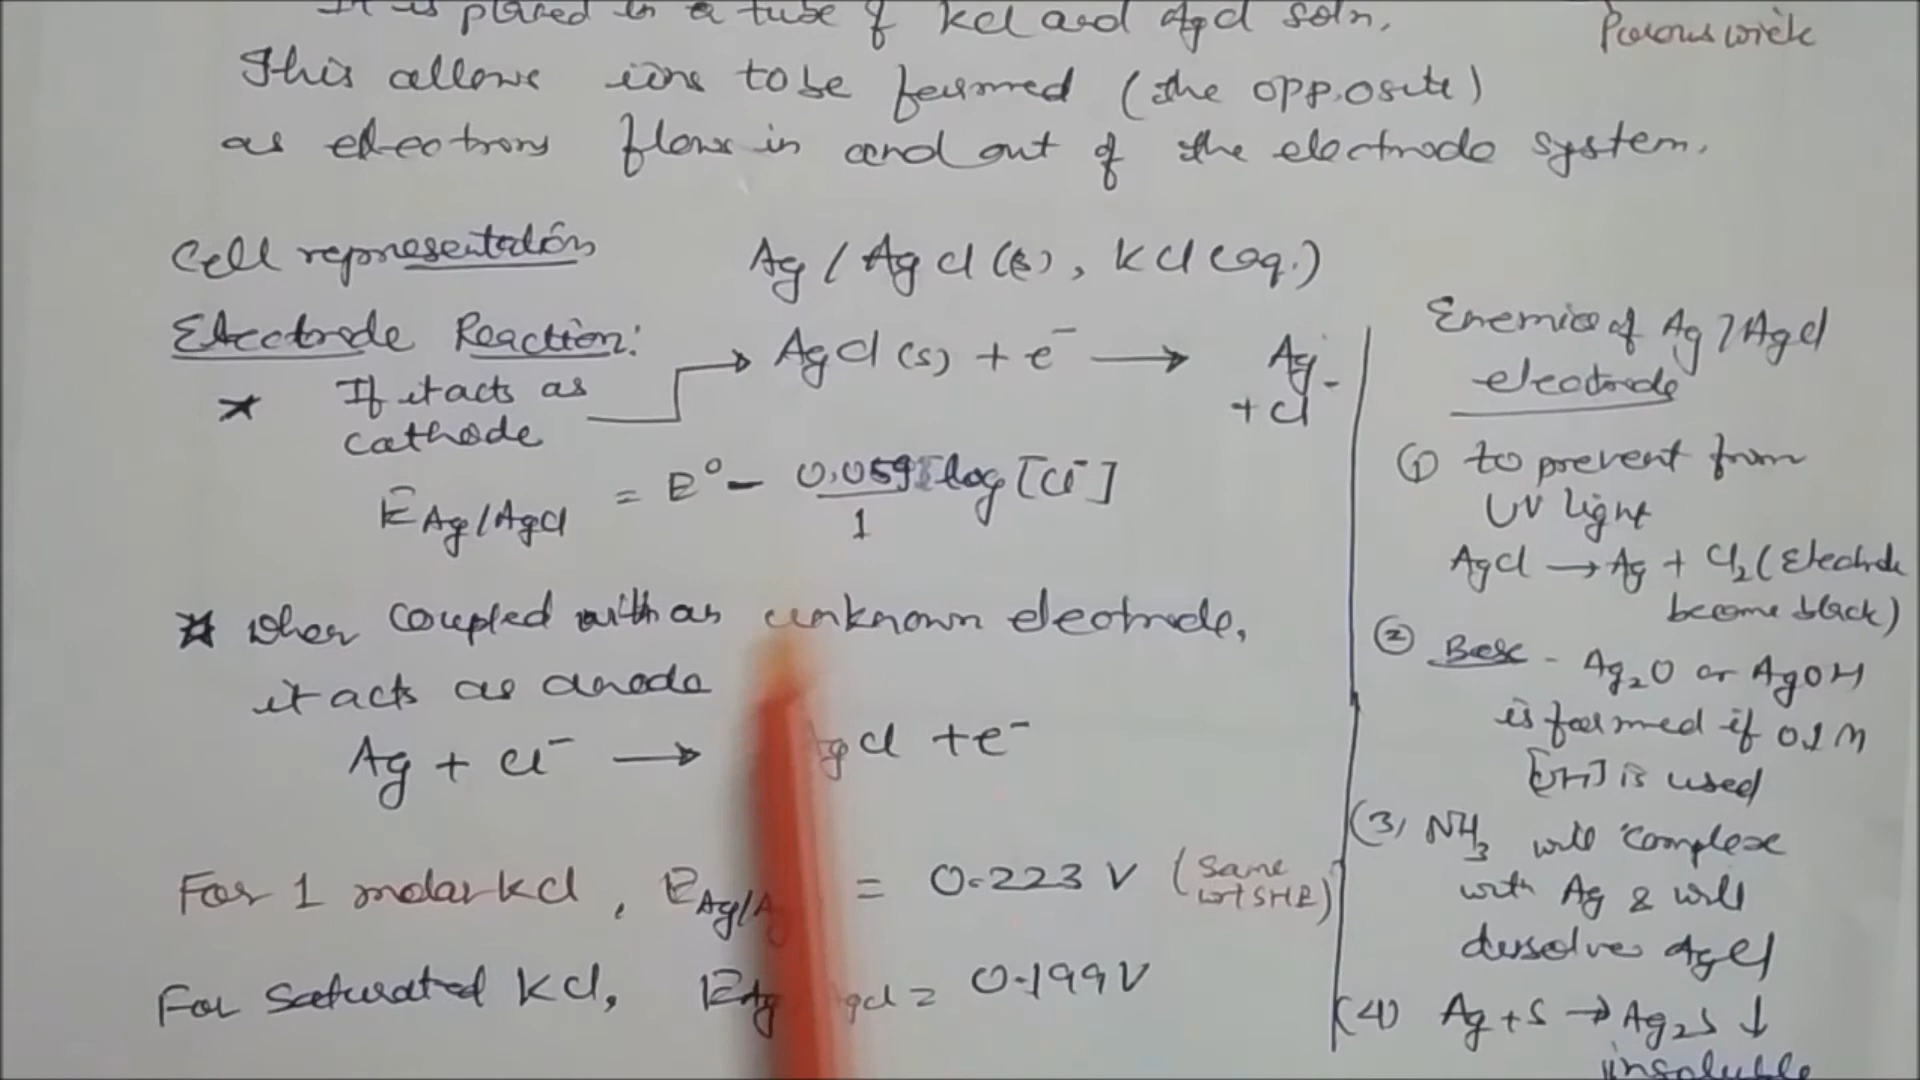 It is placed in a tube of KCl and AgCl soln.
This allows ions to be formed (the opposite)
as electrons flows in and out of the electrode system.
Porous wick
Cell representation Ag / AgCl (s), KCl (aq.)
Electrode Reaction:
* If it acts as
cathode
AgCl (s) + e⁻ → Ag
+ Cl⁻
E Ag/AgCl = E° - 0.0591/1 log [Cl⁻]
* When coupled with an unknown electrode,
it acts as anode
Ag + Cl⁻ → AgCl + e⁻
For 1 molar KCl, E Ag/A = 0.223 V (same
wrt SHE)
For saturated KCl, E Ag gCl = 0.199 V
Enemies of Ag/AgCl
electrode
(1) to prevent from
UV light
AgCl → Ag + Cl₂ (Electrode
become black)
(2) Base - Ag₂O or AgOH
is formed if 0.1 M
[OH] is used
(3) NH₃ will complex
with Ag & will
dissolve AgCl
(4) Ag + S → Ag₂S ↓
insoluble